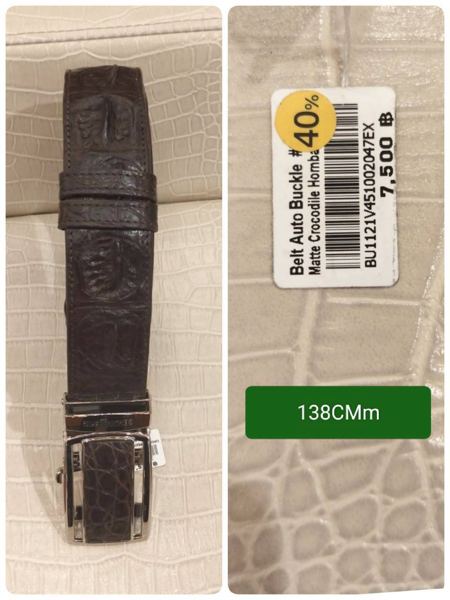 40%
Belt Auto Buckle #
Matte Crocodile Hornba
BU1121V451002047EX
7,500 ฿
138CMm